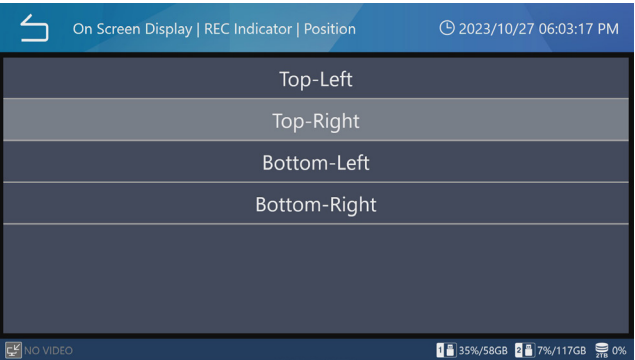 On Screen Display | REC Indicator | Position 2023/10/27 06:03:17 PM
Top-Left
Top-Right
Bottom-Left
Bottom-Right
NO VIDEO 1 35%/58GB 2 7%/117GB 2TB 0%